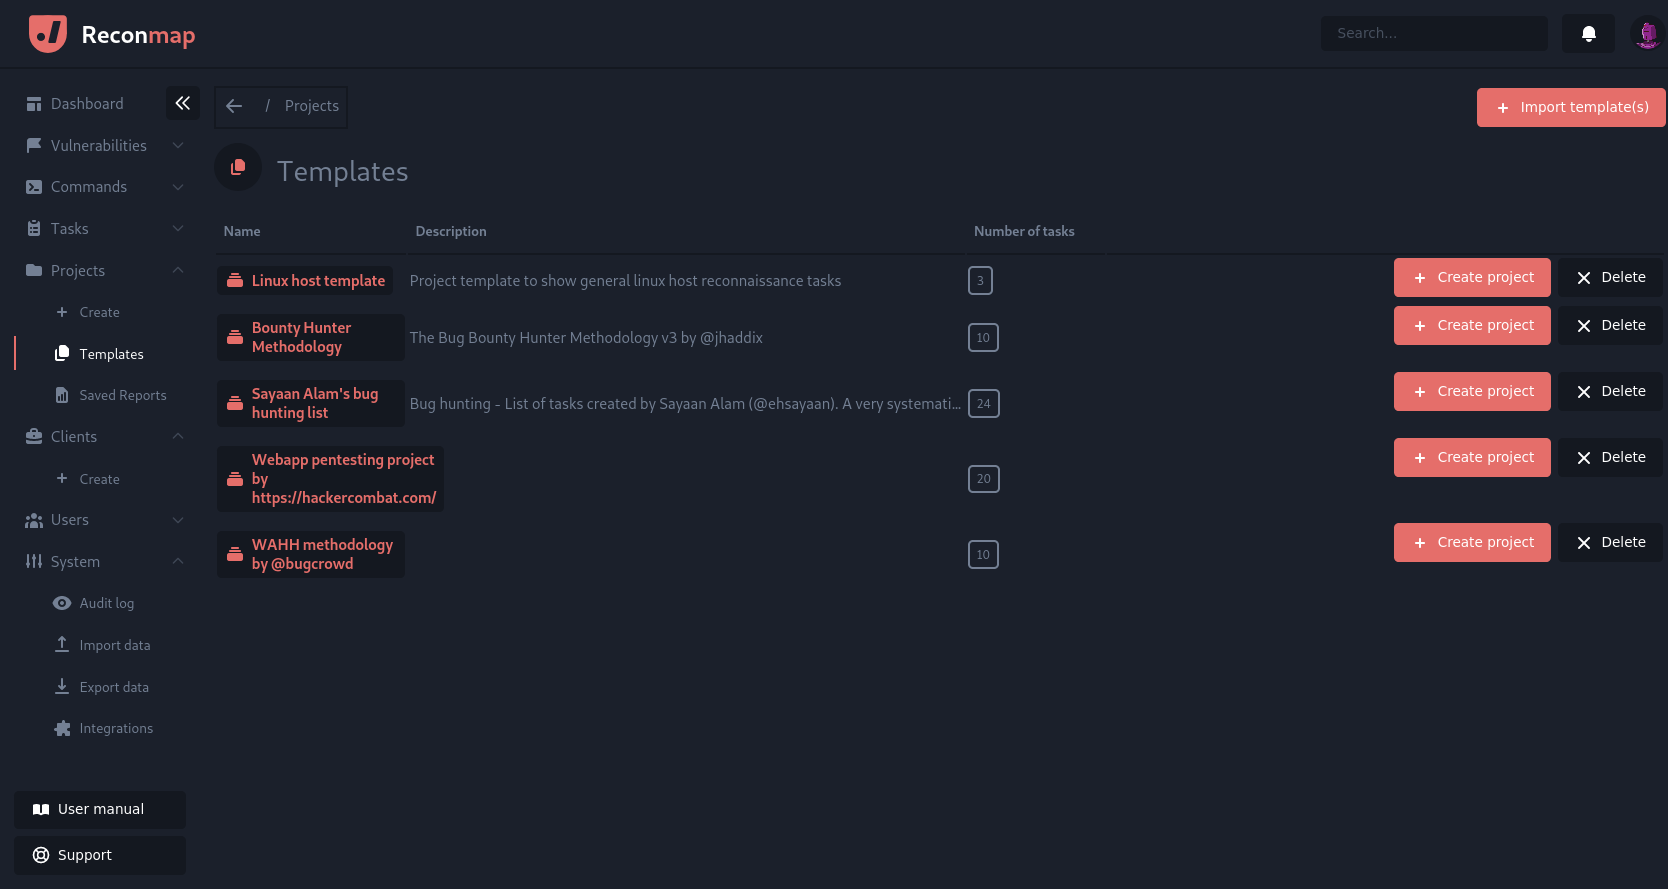 Reconmap
Search...
Dashboard
Vulnerabilities
Commands
Tasks
Projects
Create
Templates
Saved Reports
Clients
Create
Users
System
Audit log
Import data
Export data
Integrations
User manual
Support
/ Projects
Import template(s)
Templates
Name Description Number of tasks
Linux host template Project template to show general linux host reconnaissance tasks 3 Create project Delete
Bounty Hunter
Methodology
The Bug Bounty Hunter Methodology v3 by @jhaddix 10 Create project Delete
Sayaan Alam's bug
hunting list
Bug hunting - List of tasks created by Sayaan Alam (@ehsayaan). A very systemati... 24 Create project Delete
Webapp pentesting project
by
https://hackercombat.com/
20 Create project Delete
WAHH methodology
by @bugcrowd
10 Create project Delete